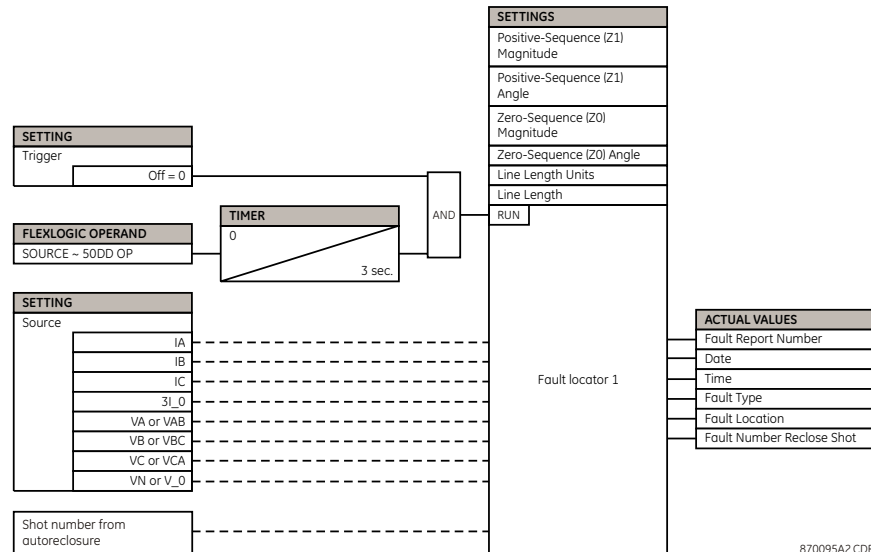 SETTINGS
Positive-Sequence (Z1)
Magnitude
Positive-Sequence (Z1)
Angle
Zero-Sequence (Z0)
Magnitude
Zero-Sequence (Z0) Angle
Line Length Units
Line Length
RUN
SETTING
Trigger
Off = 0
AND
FLEXLOGIC OPERAND
SOURCE ~ 50DD OP
TIMER
0
3 sec.
SETTING
Source
IA
IB
IC
3I_0
VA or VAB
VB or VBC
VC or VCA
VN or V_0
Shot number from
autoreclosure
Fault locator 1
ACTUAL VALUES
Fault Report Number
Date
Time
Fault Type
Fault Location
Fault Number Reclose Shot
870095A2.CDR